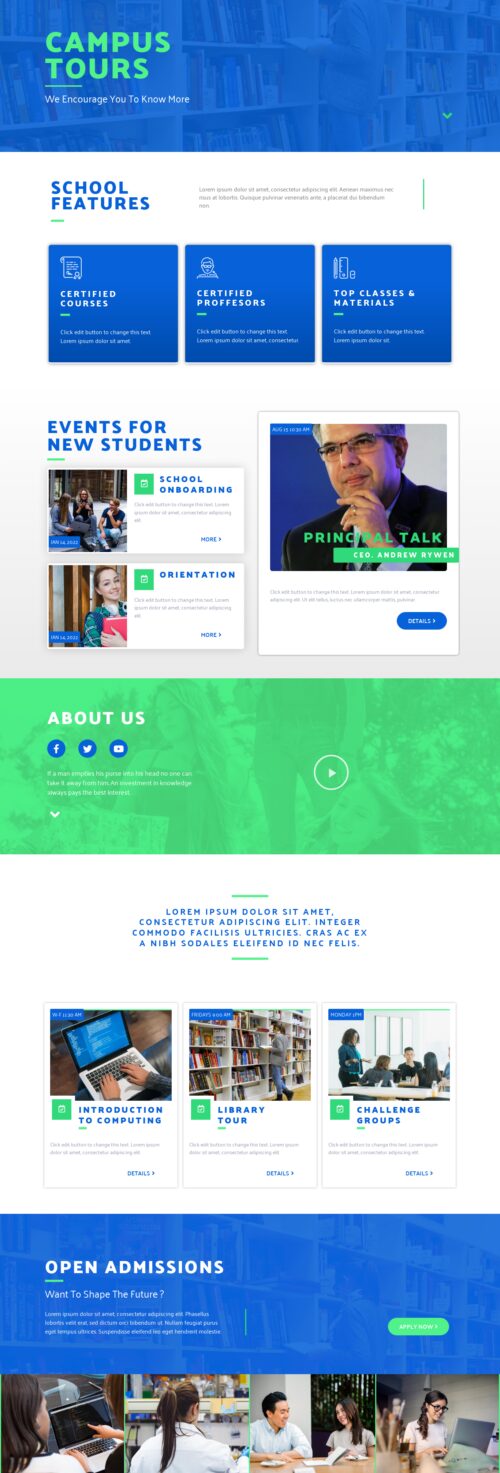 CAMPUS
TOURS
We Encourage You To Know More
SCHOOL
FEATURES
Lorem ipsum dolor sit amet, consectetur adipiscing elit. Aenean maximus nec
risus at lobortis. Quisque pulvinar venenatis ante, a placerat dui bibendum
non.
CERTIFIED
COURSES
Click edit button to change this text.
Lorem ipsum dolor sit amet.
CERTIFIED
PROFFESORS
Click edit button to change this text.
Lorem ipsum dolor sit amet, consectetur.
TOP CLASSES &
MATERIALS
Click edit button to change this text.
Lorem ipsum dolor sit.
EVENTS FOR
NEW STUDENTS
JAN 14, 2022
SCHOOL
ONBOARDING
Click edit button to change this text. Lorem
ipsum dolor sit amet, consectetur adipiscing
elit
MORE
JAN 14, 2022
ORIENTATION
Click edit button to change this text. Lorem
ipsum dolor sit amet, consectetur adipiscing
elit.
MORE
AUG 15 10:30 AM
PRINCIPAL TALK
CEO. ANDREW RYWEN
Click edit button to change this text. Lorem ipsum dolor sit amet, consectetur
adipiscing elit. Ut elit tellus, luctus nec ullamcorper mattis, pulvinar.
DETAILS
ABOUT US
If a man empties his purse into his head no one can
take it away from him. An investment in knowledge
always pays the best interest.
LOREM IPSUM DOLOR SIT AMET,
CONSECTETUR ADIPISCING ELIT. INTEGER
COMMODO FACILISIS ULTRICIES. CRAS AC EX
A NIBH SODALES ELEIFEND ID NEC FELIS.
W-F 11:30 AM
INTRODUCTION
TO COMPUTING
Click edit button to change this text. Lorem ipsum
dolor sit amet, consectetur adipiscing elit
DETAILS
FRIDAYS 9:00 AM
LIBRARY
TOUR
Click edit button to change this text. Lorem ipsum
dolor sit amet, consectetur adipiscing elit
DETAILS
MONDAY 1PM
CHALLENGE
GROUPS
Click edit button to change this text. Lorem ipsum
dolor sit amet, consectetur adipiscing elit
DETAILS
OPEN ADMISSIONS
Want To Shape The Future ?
Lorem ipsum dolor sit amet, consectetur adipiscing elit. Phasellus
lobortis velit erat, sed dictum orci bibendum ut. Nullam feugiat purus
eget tempus ultrices. Suspendisse eleifend leo eget hendrerit molestie.
APPLY NOW